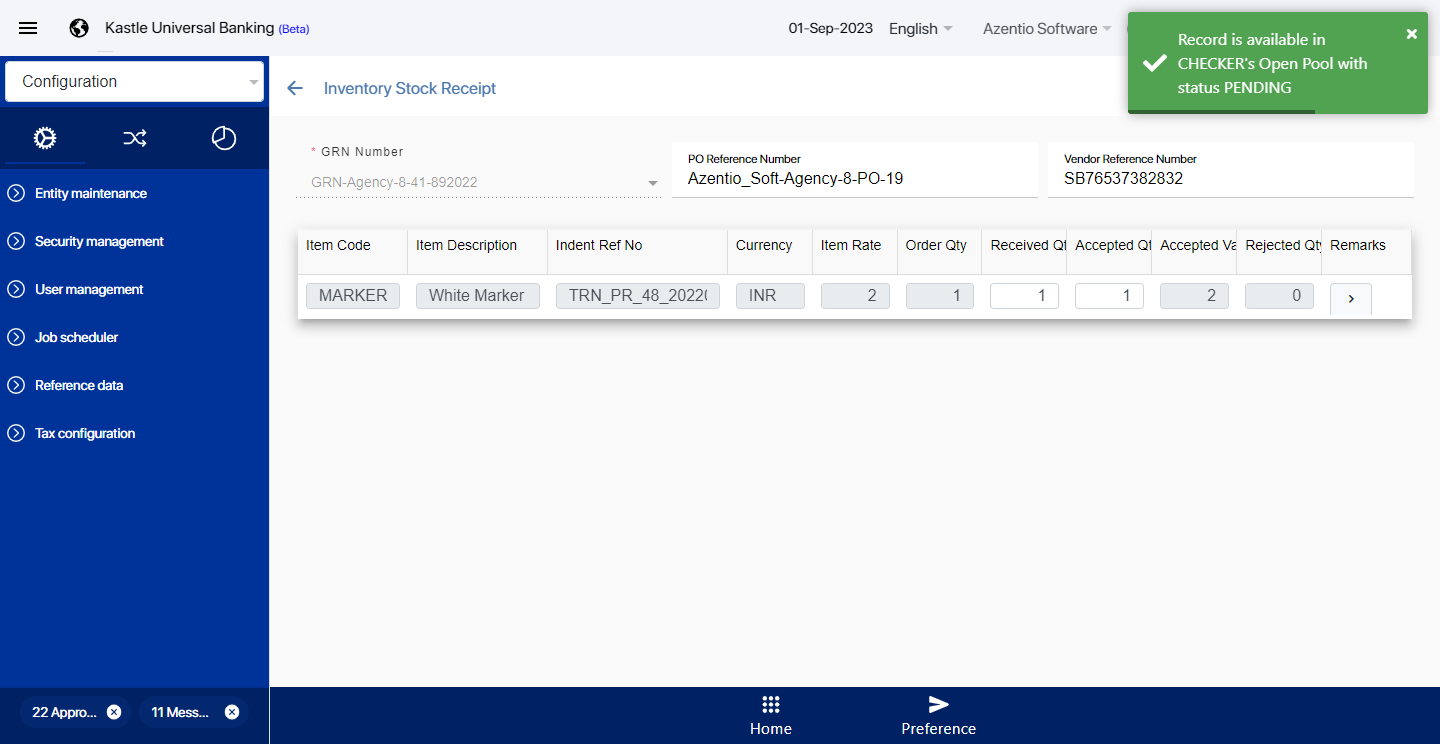 Kastle Universal Banking (Beta)
01-Sep-2023
English
Azentio Software
Record is available in
CHECKER's Open Pool with
status PENDING
Configuration
Inventory Stock Receipt
* GRN Number
GRN-Agency-8-41-892022
PO Reference Number
Azentio_Soft-Agency-8-PO-19
Vendor Reference Number
SB76537382832
Entity maintenance
Security management
User management
Job scheduler
Reference data
Tax configuration
Item Code Item Description Indent Ref No Currency Item Rate Order Qty Received Qt Accepted Qt Accepted Va Rejected Qty Remarks
MARKER White Marker TRN_PR_48_2022 INR 2 1 1 1 2 0
22 Appro...
11 Mess...
Home
Preference